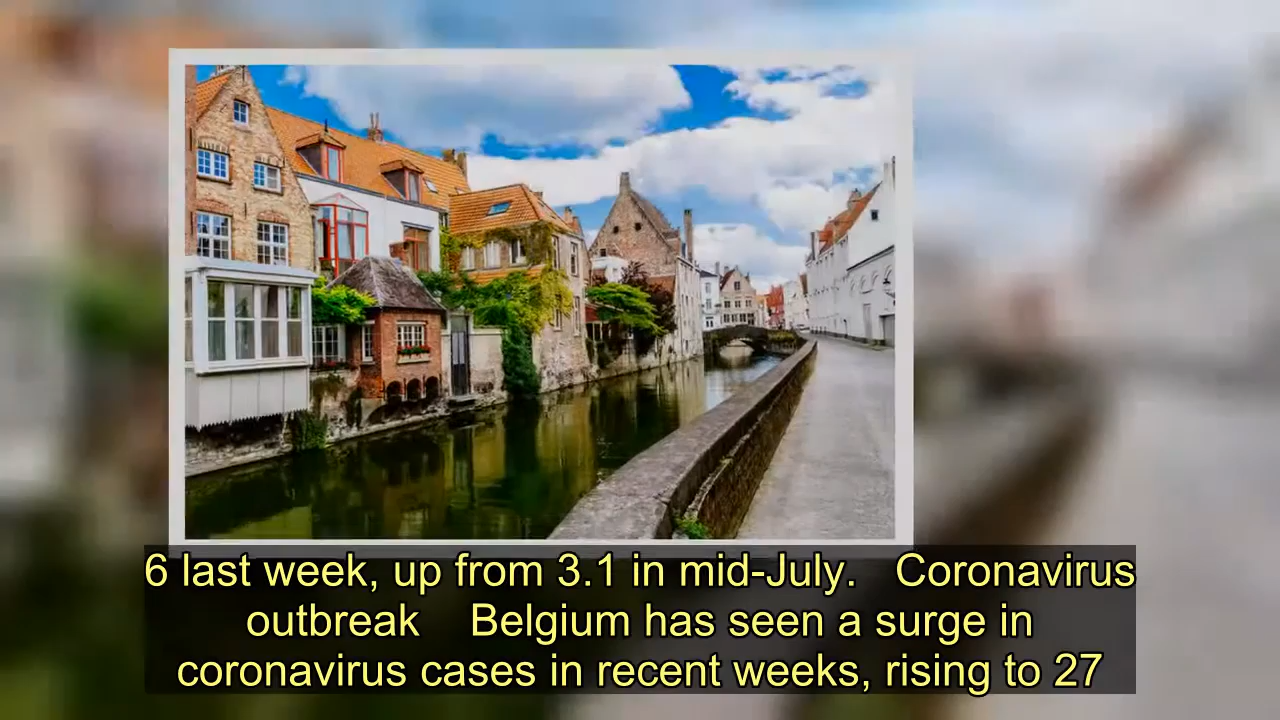 6 last week, up from 3.1 in mid-July.   Coronavirus
outbreak    Belgium has seen a surge in
coronavirus cases in recent weeks, rising to 27